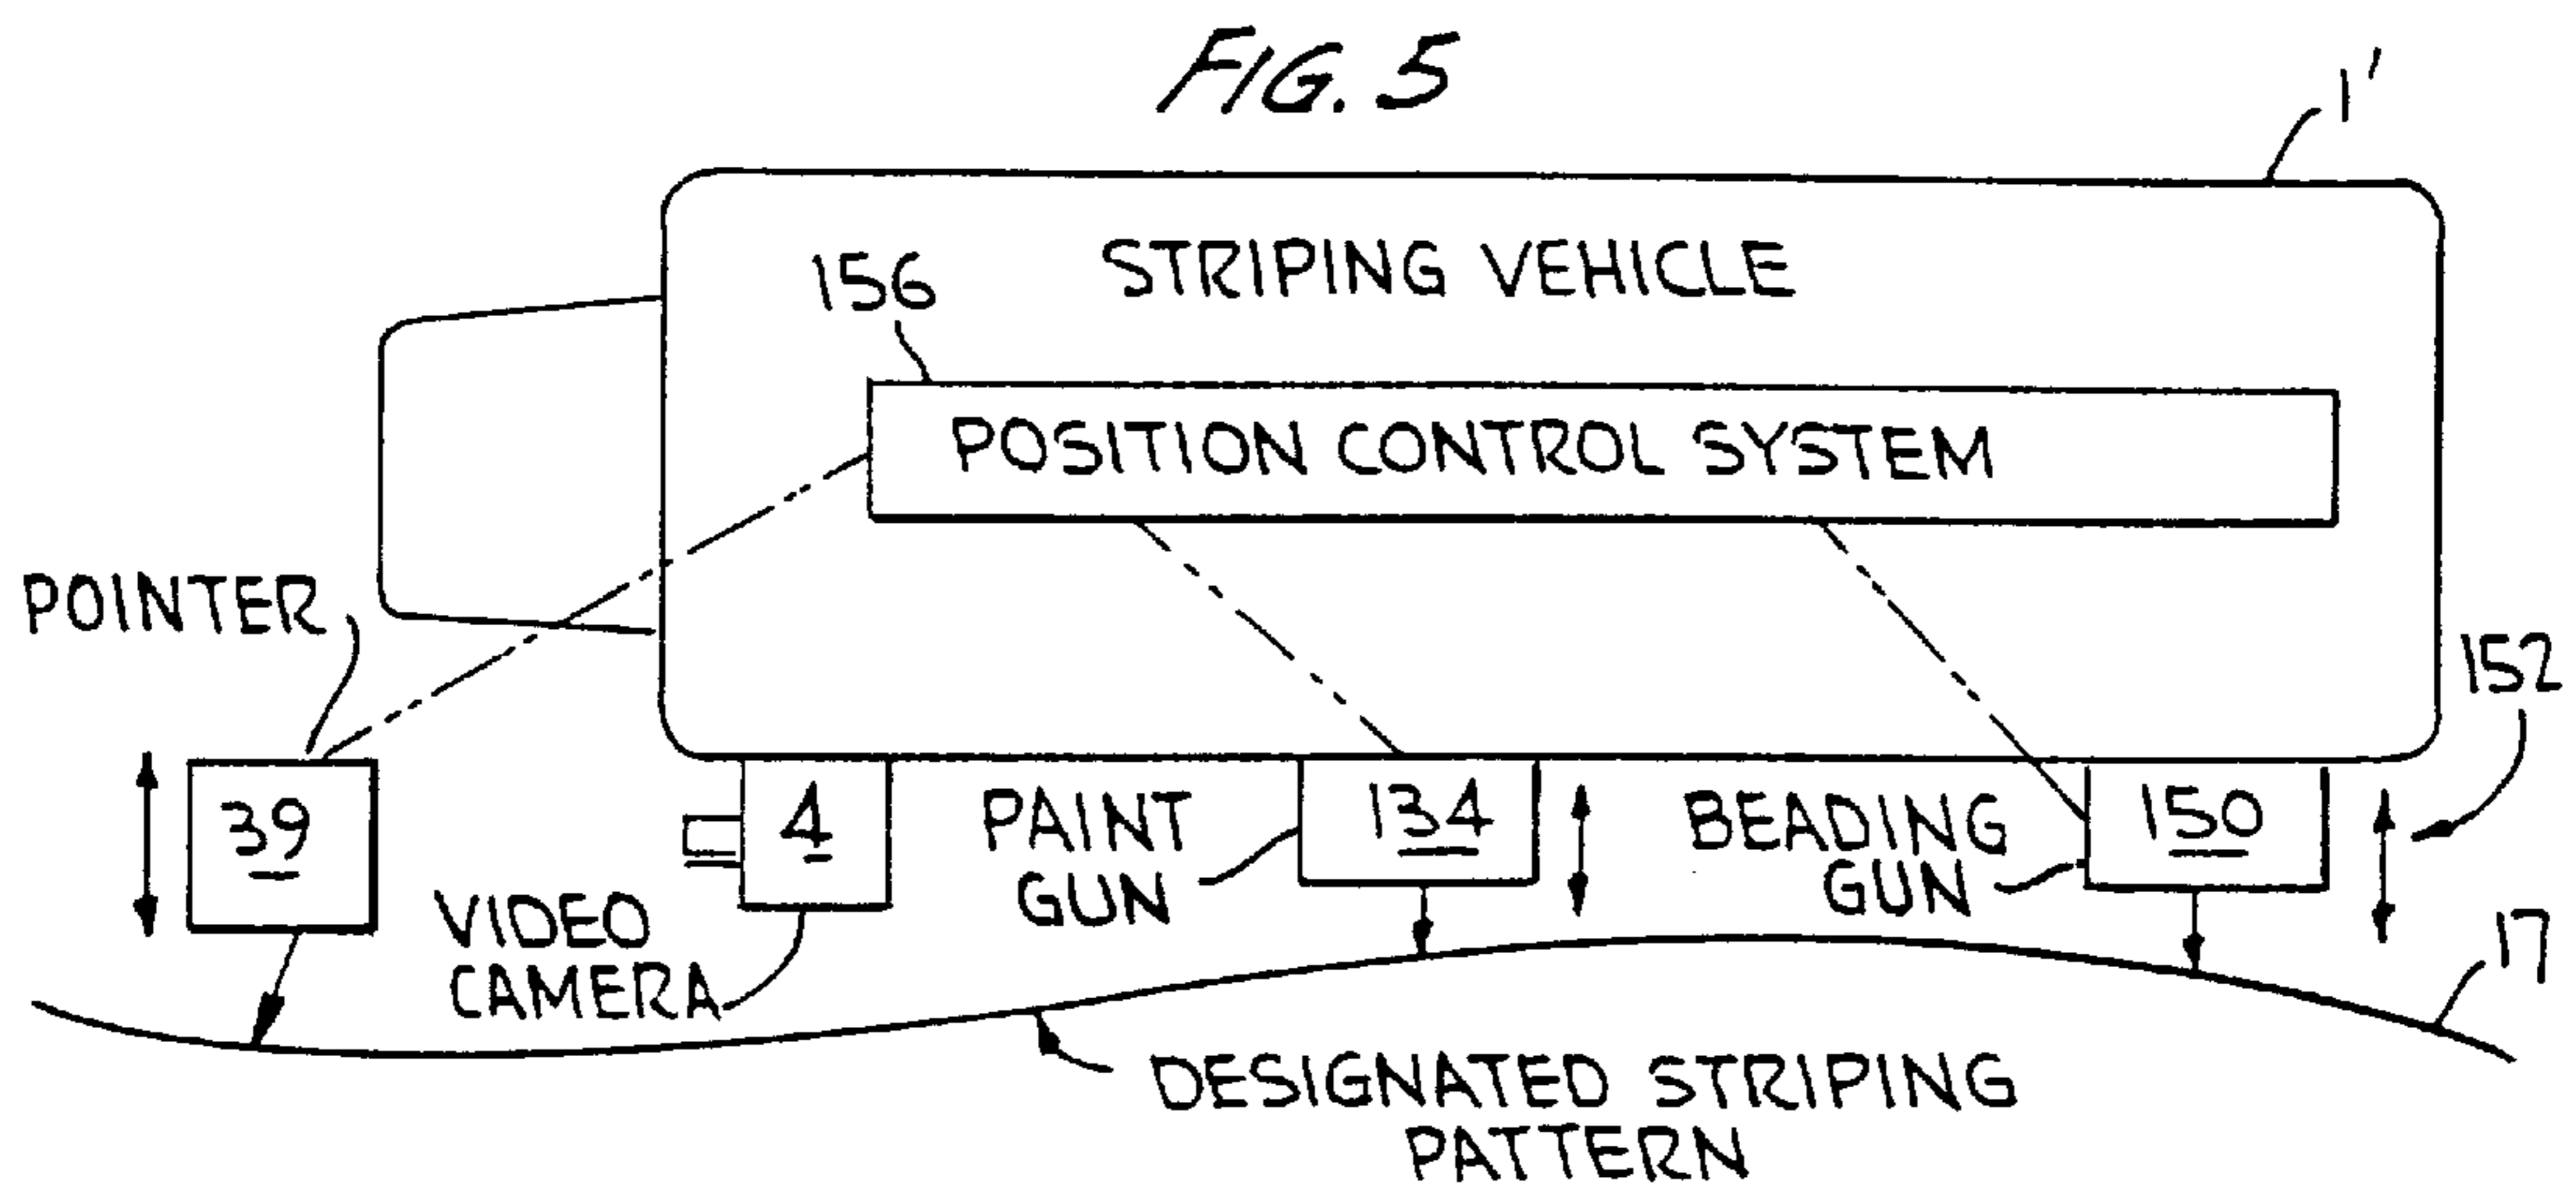 FIG. 5
1'
STRIPING VEHICLE
156
POSITION CONTROL SYSTEM
POINTER
152
39
4
PAINT
GUN
134
BEADING
GUN
150
VIDEO
CAMERA
17
DESIGNATED STRIPING
PATTERN